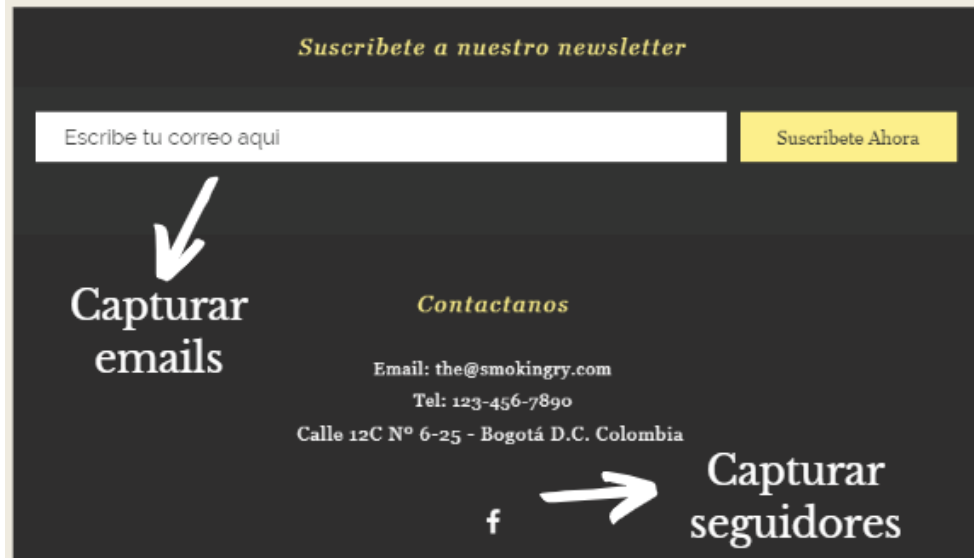 Suscribete a nuestro newsletter
Escribe tu correo aqui
Suscribete Ahora
Capturar
emails
Contactanos
Email: the@smokingry.com
Tel: 123-456-7890
Calle 12C Nº 6-25 - Bogotá D.C. Colombia
Capturar
seguidores